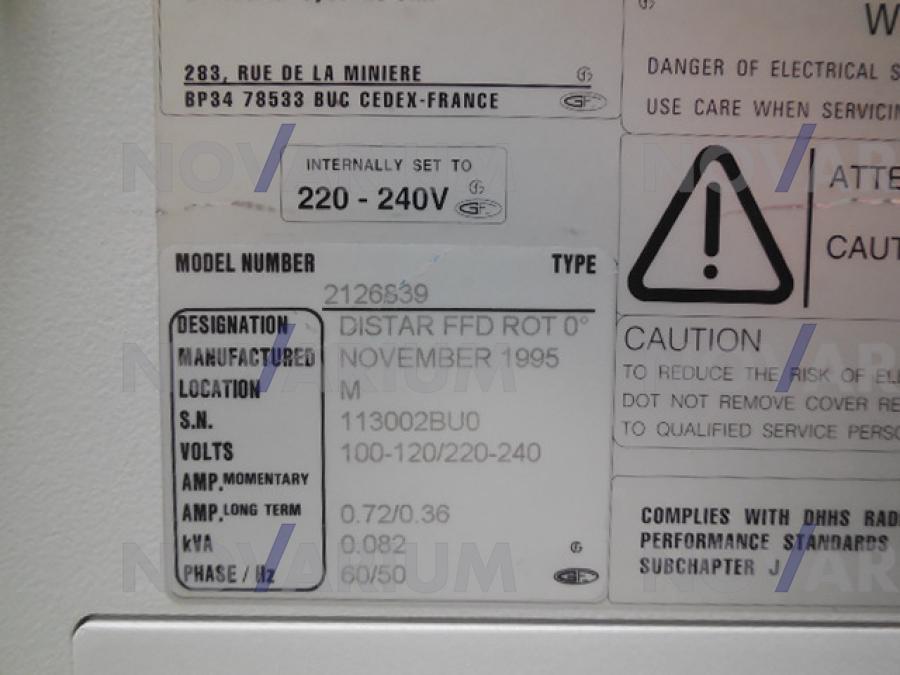 283, RUE DE LA MINIERE
BP34 78533 BUC CEDEX-FRANCE
INTERNALLY SET TO
220 - 240V
MODEL NUMBER TYPE
2126839
DESIGNATION DISTAR FFD ROT 0°
MANUFACTURED NOVEMBER 1995
LOCATION M
S.N. 113002BU0
VOLTS 100-120/220-240
AMP. MOMENTARY
AMP. LONG TERM 0.72/0.36
kVA 0.082
PHASE / Hz 60/50
W
DANGER OF ELECTRICAL S
USE CARE WHEN SERVICIN
ATTE
CAUT
CAUTION
TO REDUCE THE RISK OF EL
DOT NOT REMOVE COVER RE
TO QUALIFIED SERVICE PERSO
COMPLIES WITH DHHS RAD
PERFORMANCE STANDARDS
SUBCHAPTER J
NOVARIUM
NOVARIUM
NOVARIUM